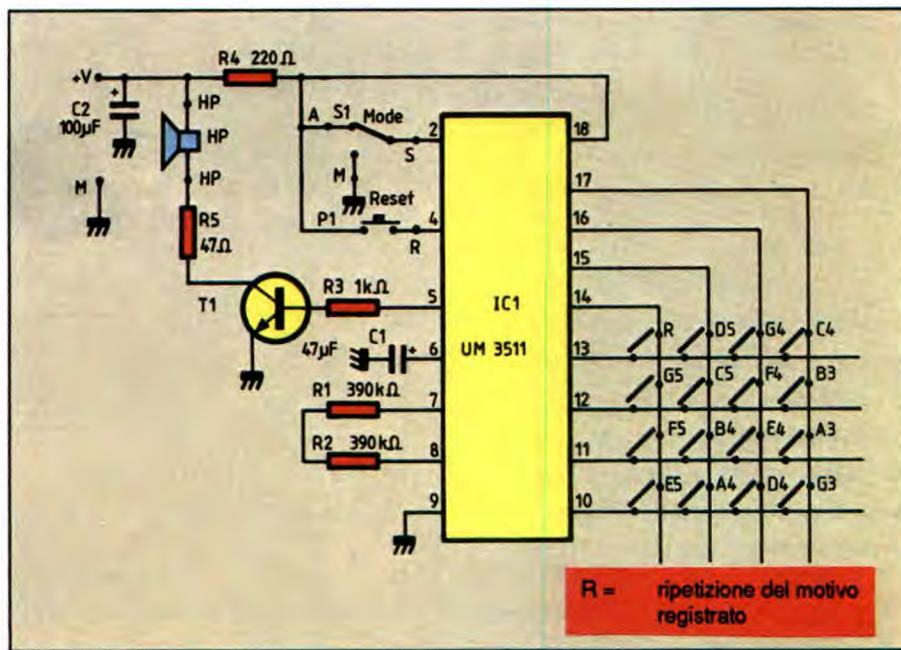 +V
R4 220Ω
C2
100µF
HP
HP
HP
A
S1
Mode
S
M
M
Reset
P1
R
R5
47Ω
T1
R3 1kΩ
47µF
C1
R1 390kΩ
R2 390kΩ
2
4
5
6
7
8
9
IC1
UM 3511
18
17
16
15
14
13
12
11
10
R D5 G4 C4
G5 C5 F4 B3
F5 B4 E4 A3
E5 A4 D4 G3
R = ripetizione del motivo
registrato